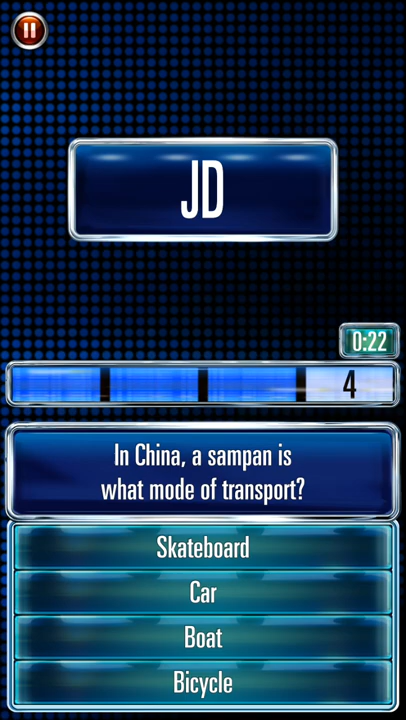 JD
0:22
4
In China, a sampan is
what mode of transport?
Skateboard
Car
Boat
Bicycle